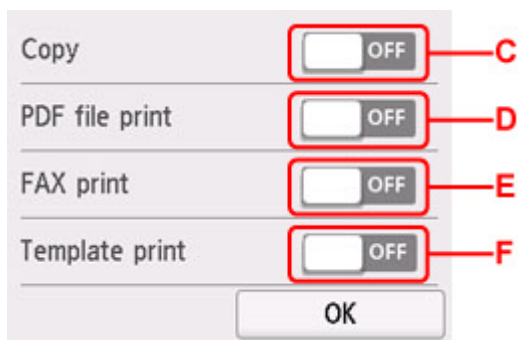 Copy OFF C
PDF file print OFF D
FAX print OFF E
Template print OFF F
OK